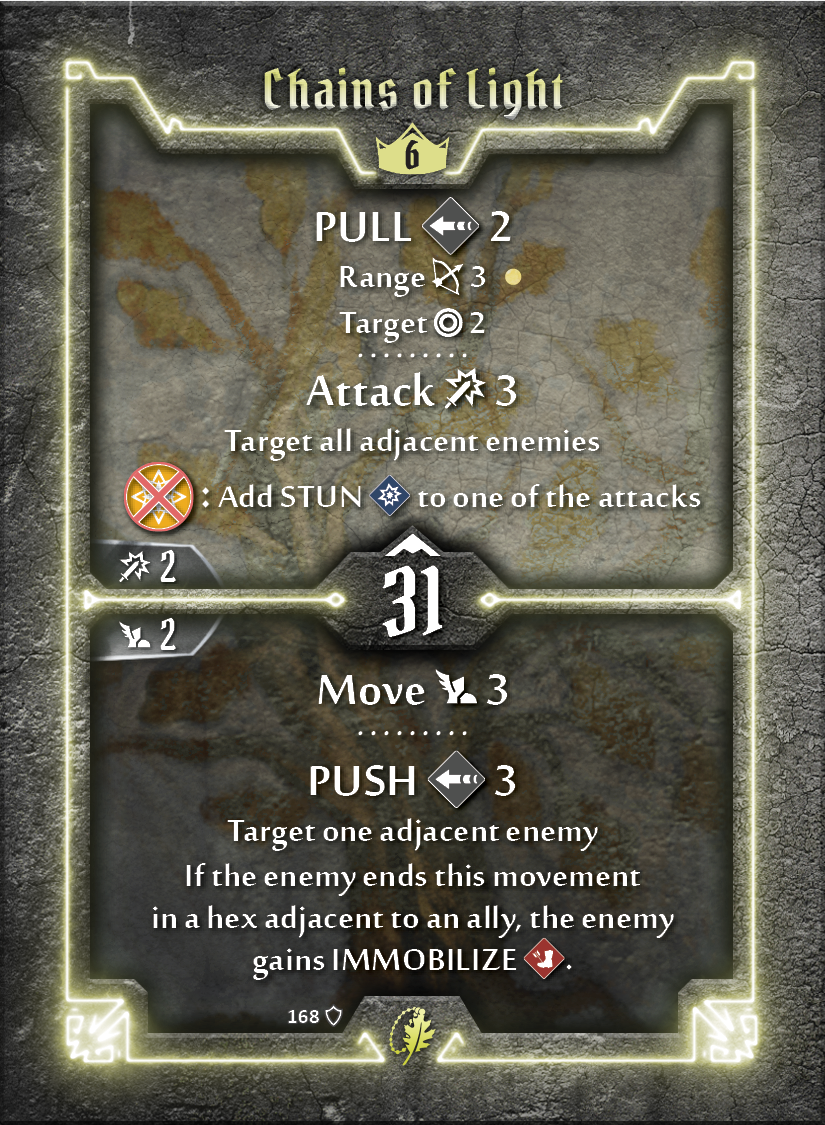 Chains of Light
6
PULL 2
Range 3
Target 2
Attack 3
Target all adjacent enemies
: Add STUN to one of the attacks
2
31
2
Move 3
PUSH 3
Target one adjacent enemy
If the enemy ends this movement
in a hex adjacent to an ally, the enemy
gains IMMOBILIZE .
168